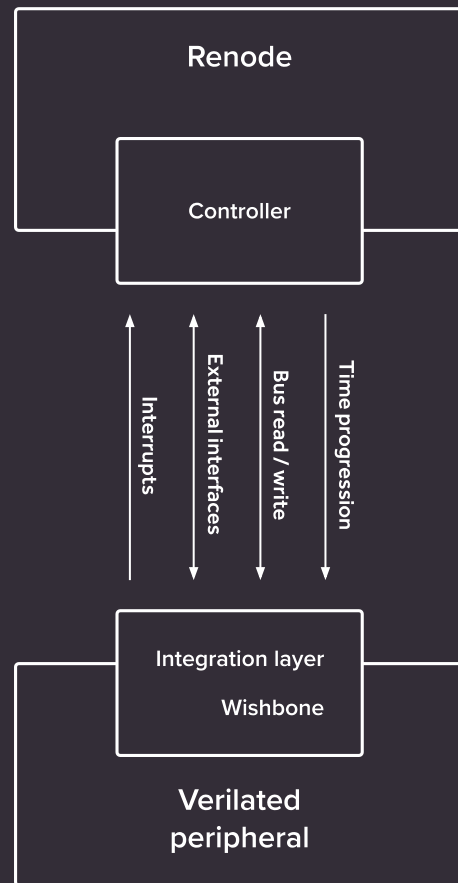 Renode
Controller
Interrupts
External interfaces
Bus read / write
Time progression
Integration layer
Wishbone
Verilated
peripheral